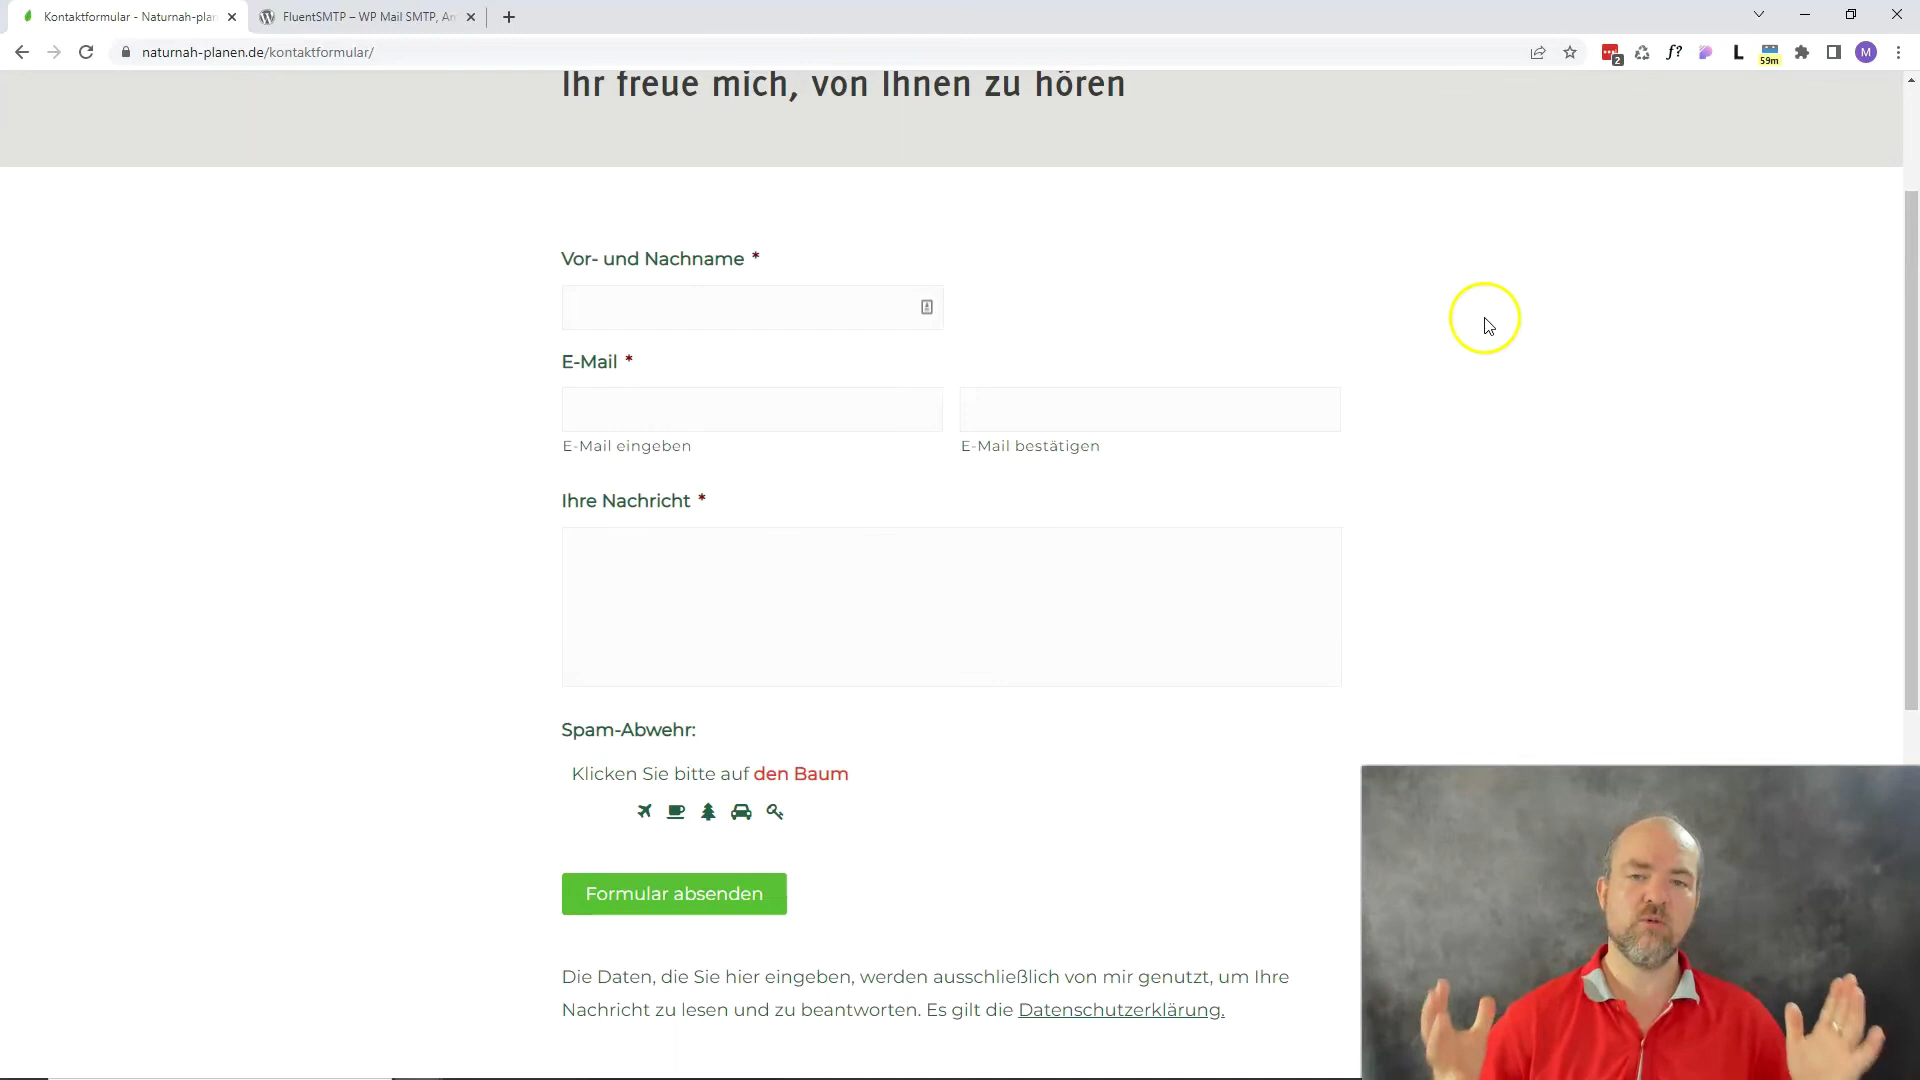 Kontaktformular - Naturnah-plan
FluentSMTP – WP Mail SMTP, An
naturnah-planen.de/kontaktformular/
2
f?
L
59m
M
Ihr freue mich, von Ihnen zu hören
Vor- und Nachname *
E-Mail *
E-Mail eingeben
E-Mail bestätigen
Ihre Nachricht *
Spam-Abwehr:
Klicken Sie bitte auf den Baum
Formular absenden
Die Daten, die Sie hier eingeben, werden ausschließlich von mir genutzt, um Ihre
Nachricht zu lesen und zu beantworten. Es gilt die Datenschutzerklärung.